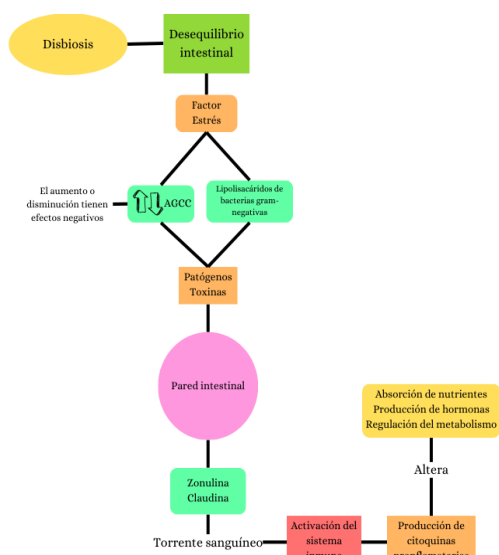 Disbiosis
Desequilibrio
intestinal
Factor
Estrés
El aumento o
disminución tienen
efectos negativos
AGCC
Lipolisacáridos de
bacterias gram-
negativas
Patógenos
Toxinas
Pared intestinal
Absorción de nutrientes
Producción de hormonas
Regulación del metabolismo
Altera
Zonulina
Claudina
Torrente sanguíneo
Activación del
sistema
Producción de
citoquinas